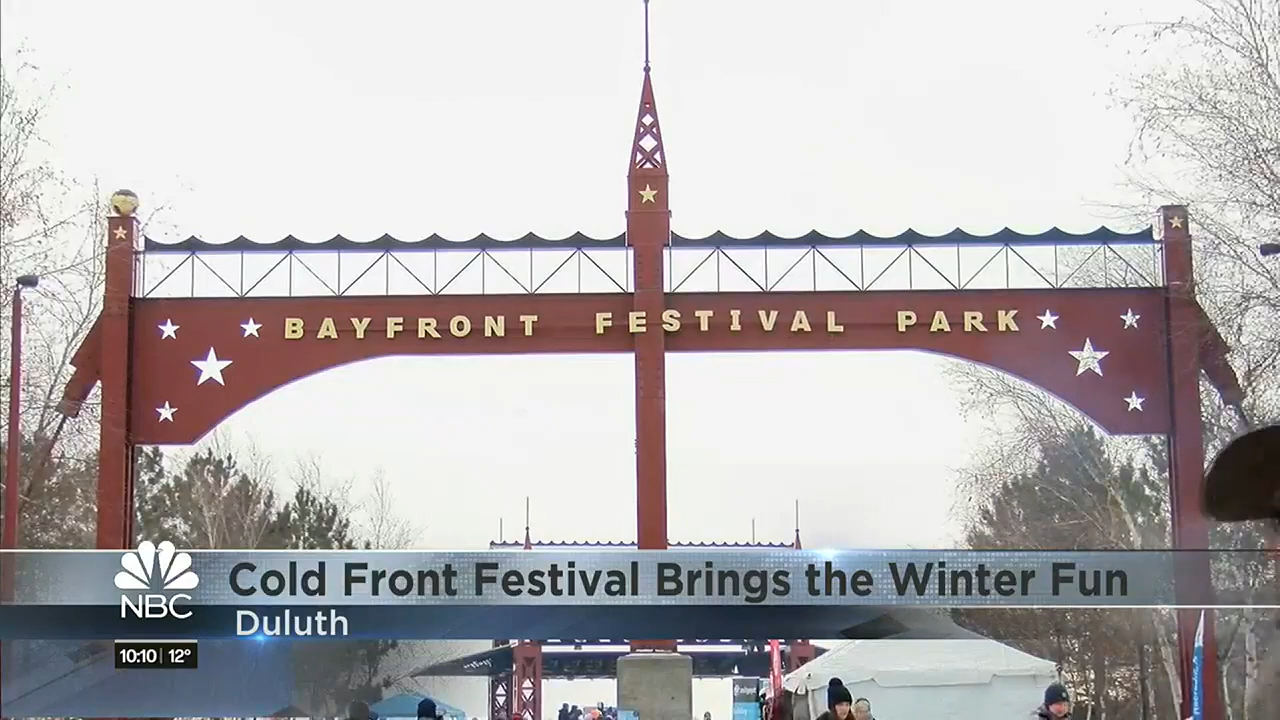 BAYFRONT FESTIVAL PARK
Cold Front Festival Brings the Winter Fun
Duluth
NBC
10:10 | 12°